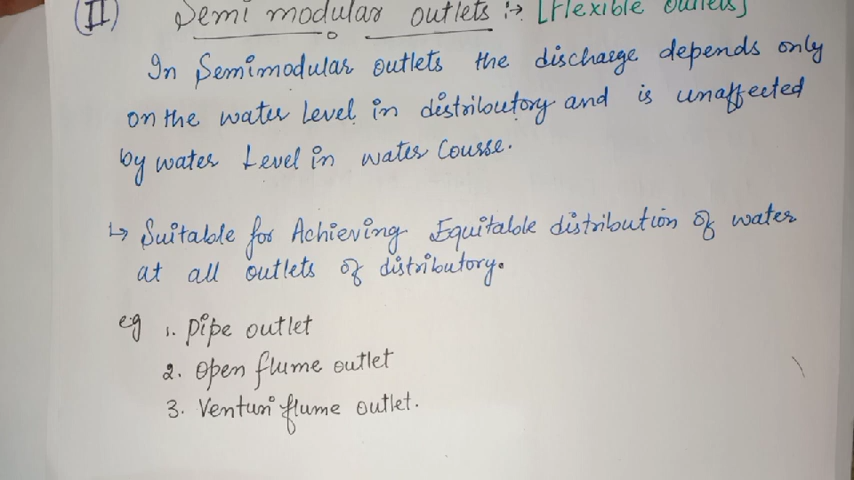 (II) Semi modular outlets :→ [Flexible Outlets]
In Semimodular outlets the discharge depends only
on the water Level in distributory and is unaffected
by water Level in water Course.
↳ Suitable for Achieving Equitable distribution of water
at all outlets of distributory.
eg 1. Pipe outlet
2. Open flume outlet
3. Venturi flume outlet.